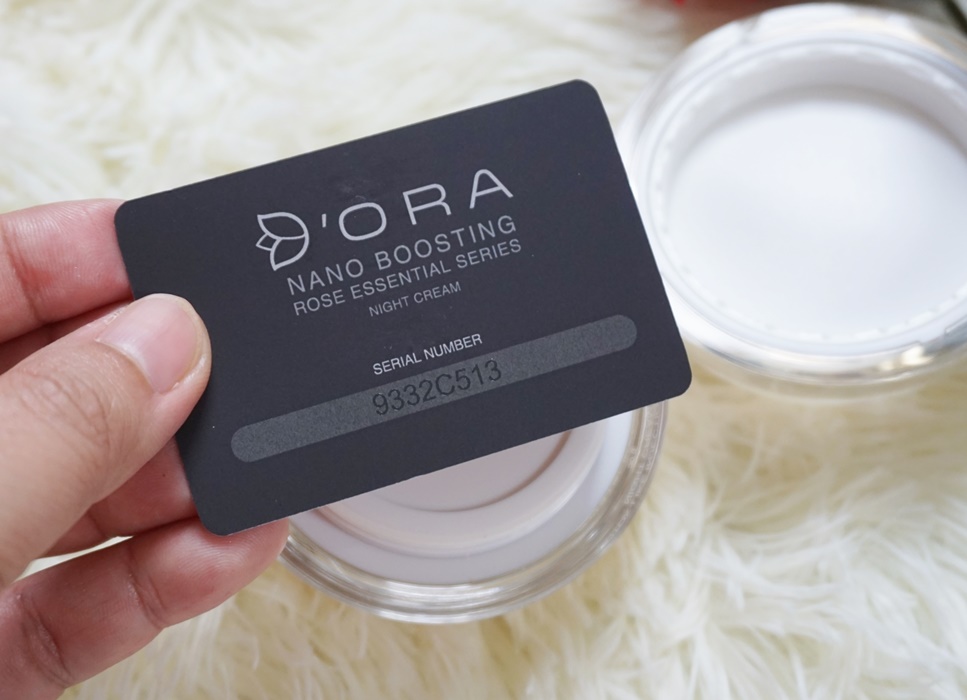 D'ORA
NANO BOOSTING
ROSE ESSENTIAL SERIES
NIGHT CREAM
SERIAL NUMBER
9332C513